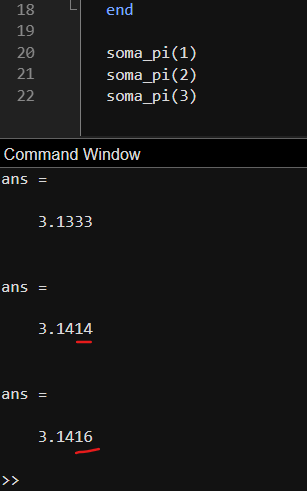 18 end
19
20 soma_pi(1)
21 soma_pi(2)
22 soma_pi(3)
Command Window
ans =
3.1333
ans =
3.1414
ans =
3.1416
>>